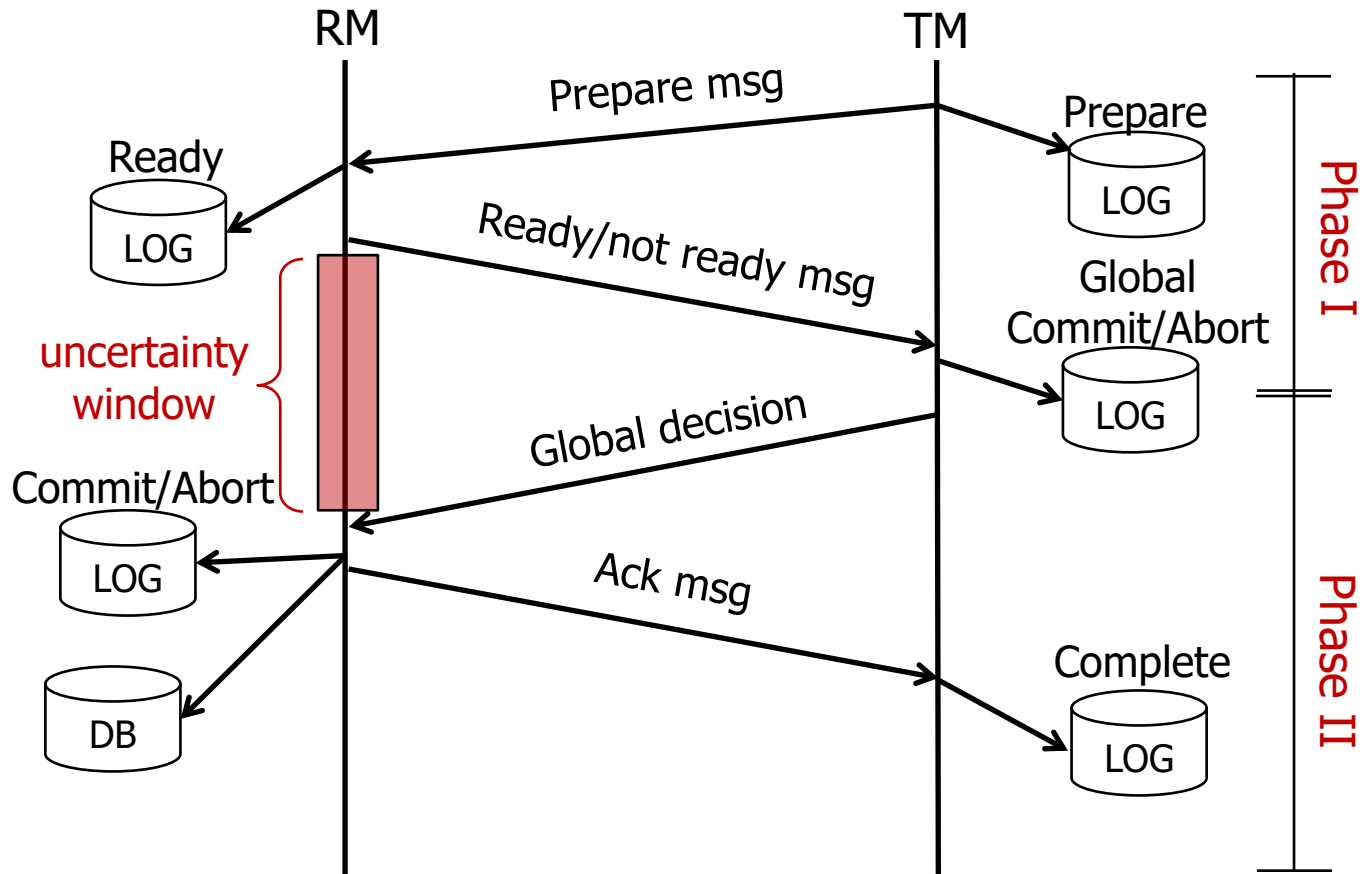 RM
TM
Prepare msg
Prepare
LOG
Ready
LOG
Ready/not ready msg
Global
Commit/Abort
LOG
Phase I
uncertainty
window
Global decision
Commit/Abort
LOG
Ack msg
DB
Complete
LOG
Phase II